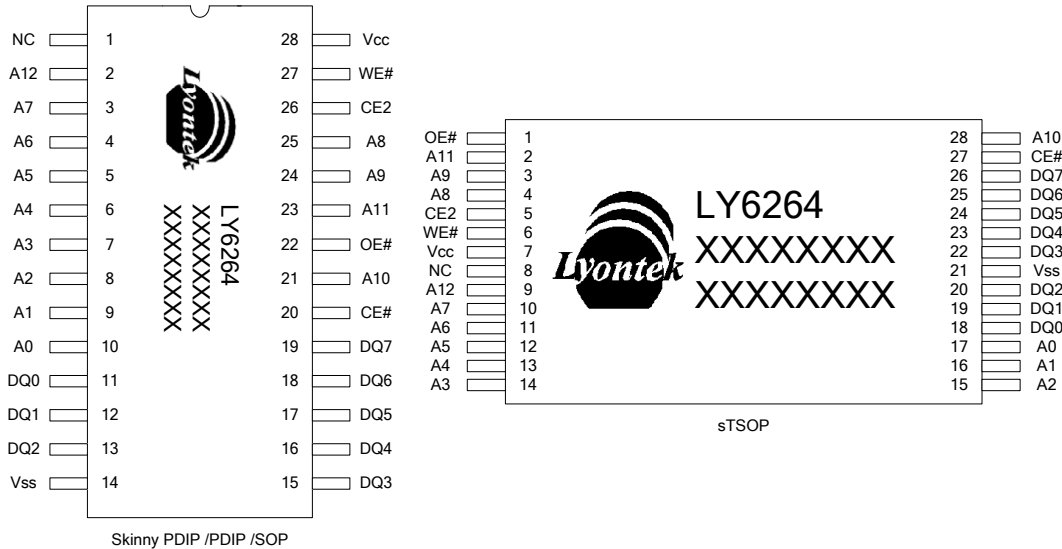 NC 1 28 Vcc
A12 2 27 WE#
A7 3 26 CE2
A6 4 25 A8
A5 5 24 A9
A4 6 23 A11
A3 7 22 OE#
A2 8 21 A10
A1 9 20 CE#
A0 10 19 DQ7
DQ0 11 18 DQ6
DQ1 12 17 DQ5
DQ2 13 16 DQ4
Vss 14 15 DQ3
Lyontek
LY6264
XXXXXXXX
XXXXXXXX
Skinny PDIP /PDIP /SOP
OE# 1 28 A10
A11 2 27 CE#
A9 3 26 DQ7
A8 4 25 DQ6
CE2 5 24 DQ5
WE# 6 23 DQ4
Vcc 7 22 DQ3
NC 8 21 Vss
A12 9 20 DQ2
A7 10 19 DQ1
A6 11 18 DQ0
A5 12 17 A0
A4 13 16 A1
A3 14 15 A2
Lyontek
LY6264
XXXXXXXX
XXXXXXXX
sTSOP